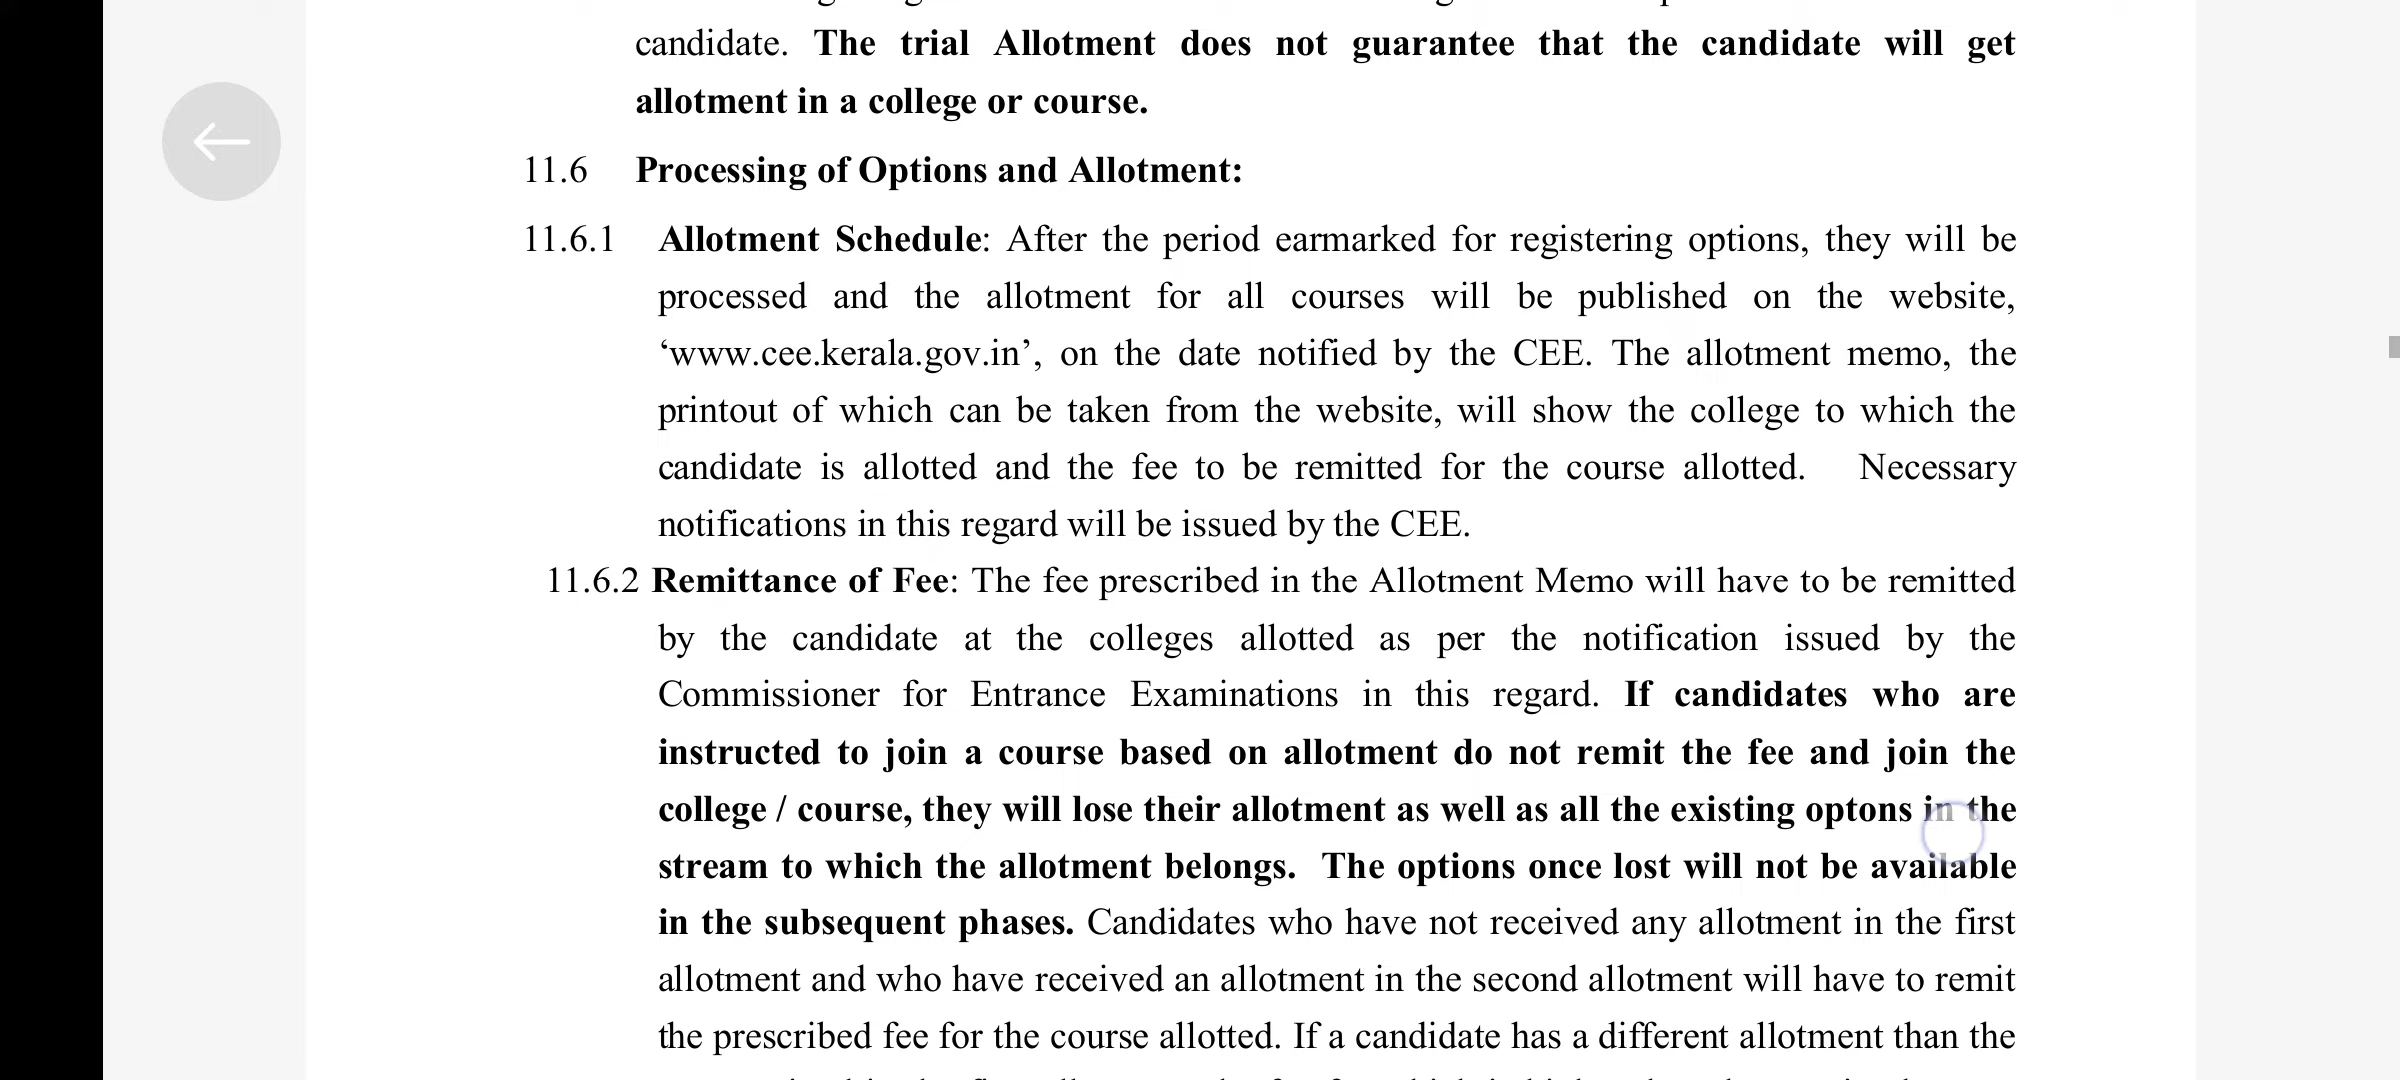 candidate. The trial Allotment does not guarantee that the candidate will get
allotment in a college or course.
11.6 Processing of Options and Allotment:
11.6.1 Allotment Schedule: After the period earmarked for registering options, they will be
processed and the allotment for all courses will be published on the website,
‘www.cee.kerala.gov.in’, on the date notified by the CEE. The allotment memo, the
printout of which can be taken from the website, will show the college to which the
candidate is allotted and the fee to be remitted for the course allotted. Necessary
notifications in this regard will be issued by the CEE.
11.6.2 Remittance of Fee: The fee prescribed in the Allotment Memo will have to be remitted
by the candidate at the colleges allotted as per the notification issued by the
Commissioner for Entrance Examinations in this regard. If candidates who are
instructed to join a course based on allotment do not remit the fee and join the
college / course, they will lose their allotment as well as all the existing optons in the
stream to which the allotment belongs. The options once lost will not be available
in the subsequent phases. Candidates who have not received any allotment in the first
allotment and who have received an allotment in the second allotment will have to remit
the prescribed fee for the course allotted. If a candidate has a different allotment than the